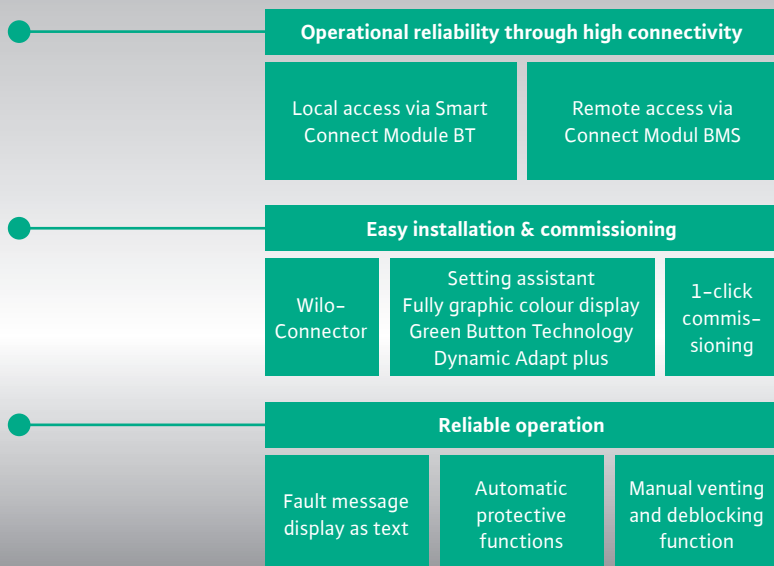 Operational reliability through high connectivity
Local access via Smart
Connect Module BT
Remote access via
Connect Modul BMS
Easy installation & commissioning
Wilo-
Connector
Setting assistant
Fully graphic colour display
Green Button Technology
Dynamic Adapt plus
1-click
commis-
sioning
Reliable operation
Fault message
display as text
Automatic
protective
functions
Manual venting
and deblocking
function